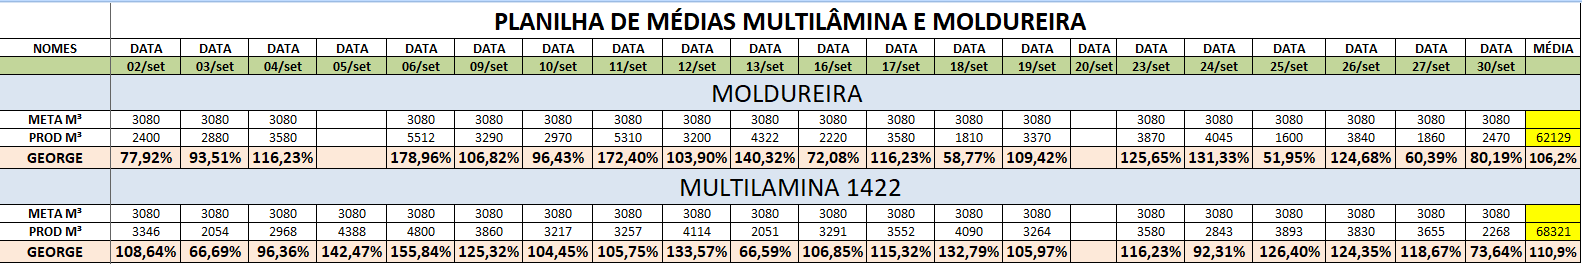 PLANILHA DE MÉDIAS MULTILÂMINA E MOLDUREIRA
NOMES DATA DATA DATA DATA DATA DATA DATA DATA DATA DATA DATA DATA DATA DATA DATA DATA DATA DATA DATA DATA DATA MÉDIA
02/set 03/set 04/set 05/set 06/set 09/set 10/set 11/set 12/set 13/set 16/set 17/set 18/set 19/set 20/set 23/set 24/set 25/set 26/set 27/set 30/set
MOLDUREIRA
META M³ 3080 3080 3080 3080 3080 3080 3080 3080 3080 3080 3080 3080 3080 3080 3080 3080 3080 3080 3080
PROD M³ 2400 2880 3580 5512 3290 2970 5310 3200 4322 2220 3580 1810 3370 3870 4045 1600 3840 1860 2470 62129
GEORGE 77,92% 93,51% 116,23% 178,96% 106,82% 96,43% 172,40% 103,90% 140,32% 72,08% 116,23% 58,77% 109,42% 125,65% 131,33% 51,95% 124,68% 60,39% 80,19% 106,2%
MULTILAMINA 1422
META M³ 3080 3080 3080 3080 3080 3080 3080 3080 3080 3080 3080 3080 3080 3080 3080 3080 3080 3080 3080 3080
PROD M³ 3346 2054 2968 4388 4800 3860 3217 3257 4114 2051 3291 3552 4090 3264 3580 2843 3893 3830 3655 2268 68321
GEORGE 108,64% 66,69% 96,36% 142,47% 155,84% 125,32% 104,45% 105,75% 133,57% 66,59% 106,85% 115,32% 132,79% 105,97% 116,23% 92,31% 126,40% 124,35% 118,67% 73,64% 110,9%